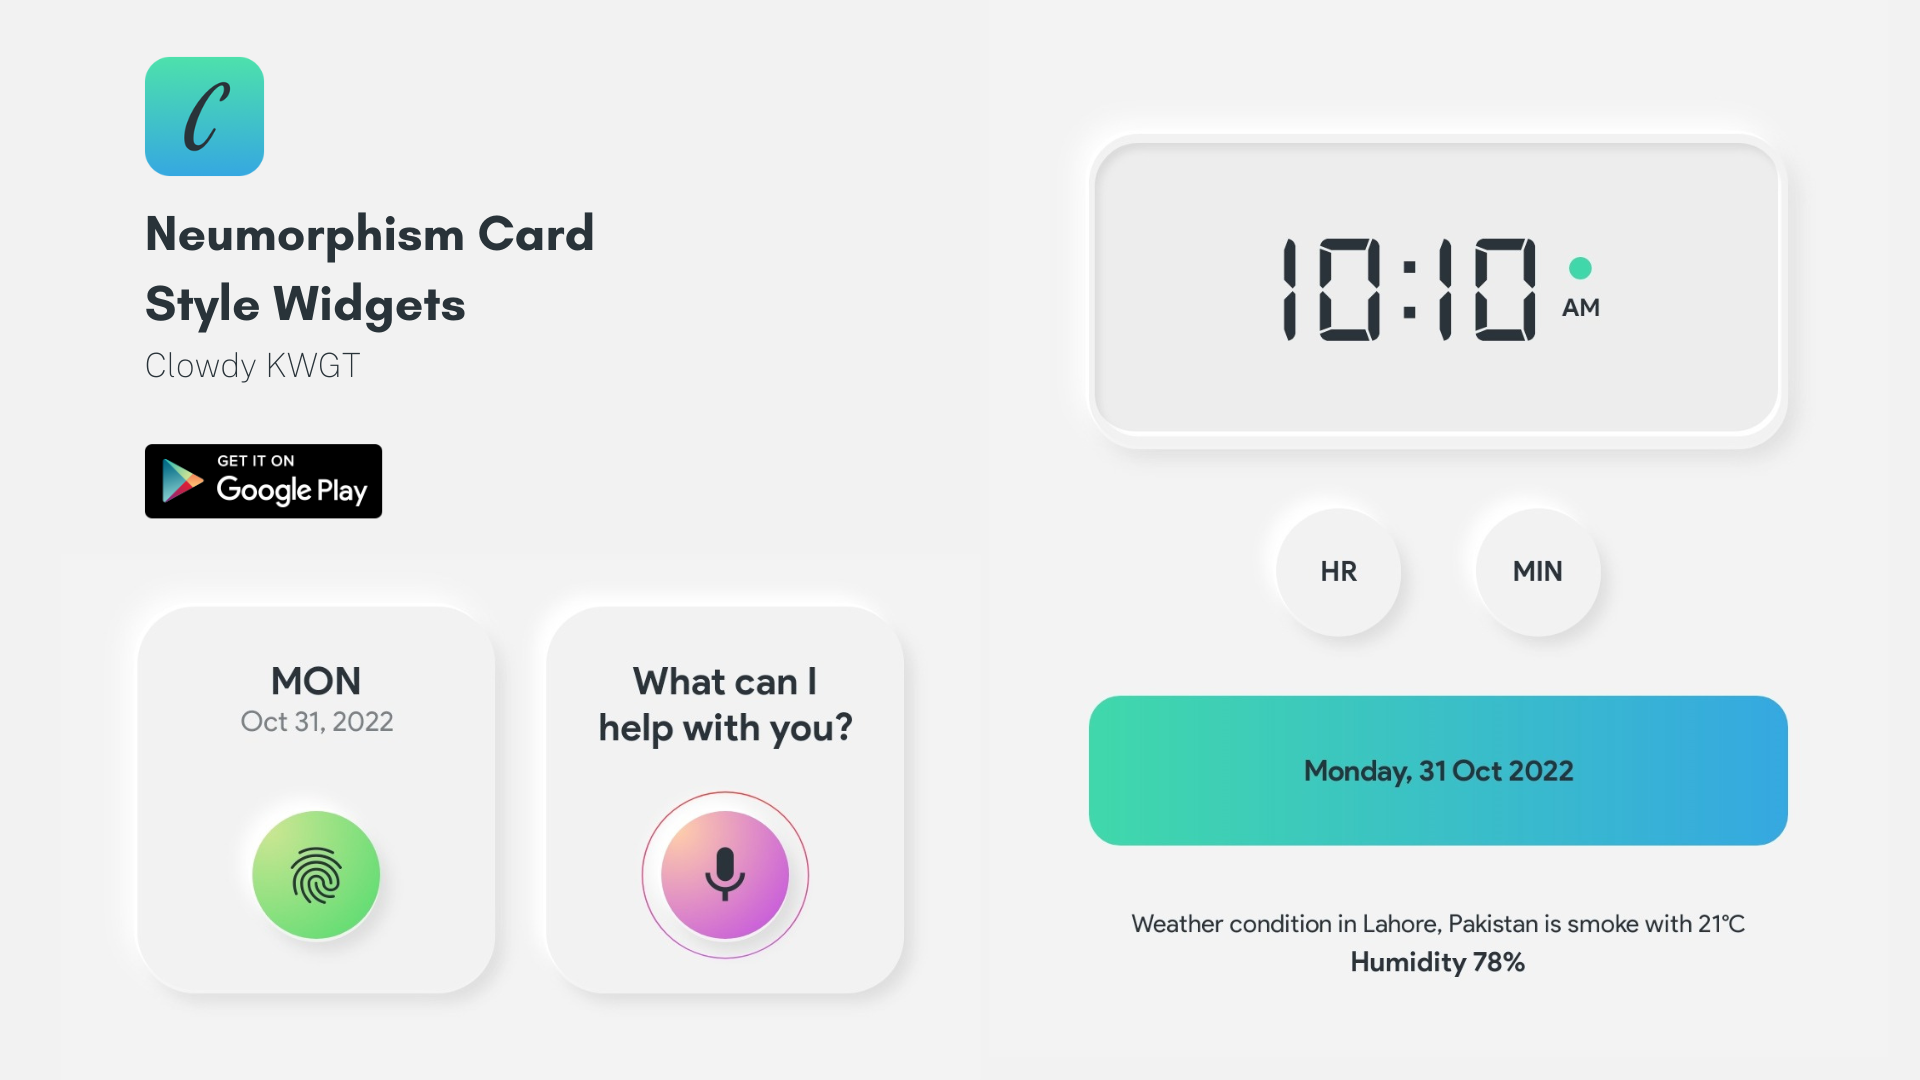 C
Neumorphism Card
Style Widgets
Clowdy KWGT
GET IT ON
Google Play
MON
Oct 31, 2022
What can I
help with you?
10:10
AM
HR
MIN
Monday, 31 Oct 2022
Weather condition in Lahore, Pakistan is smoke with 21°C
Humidity 78%